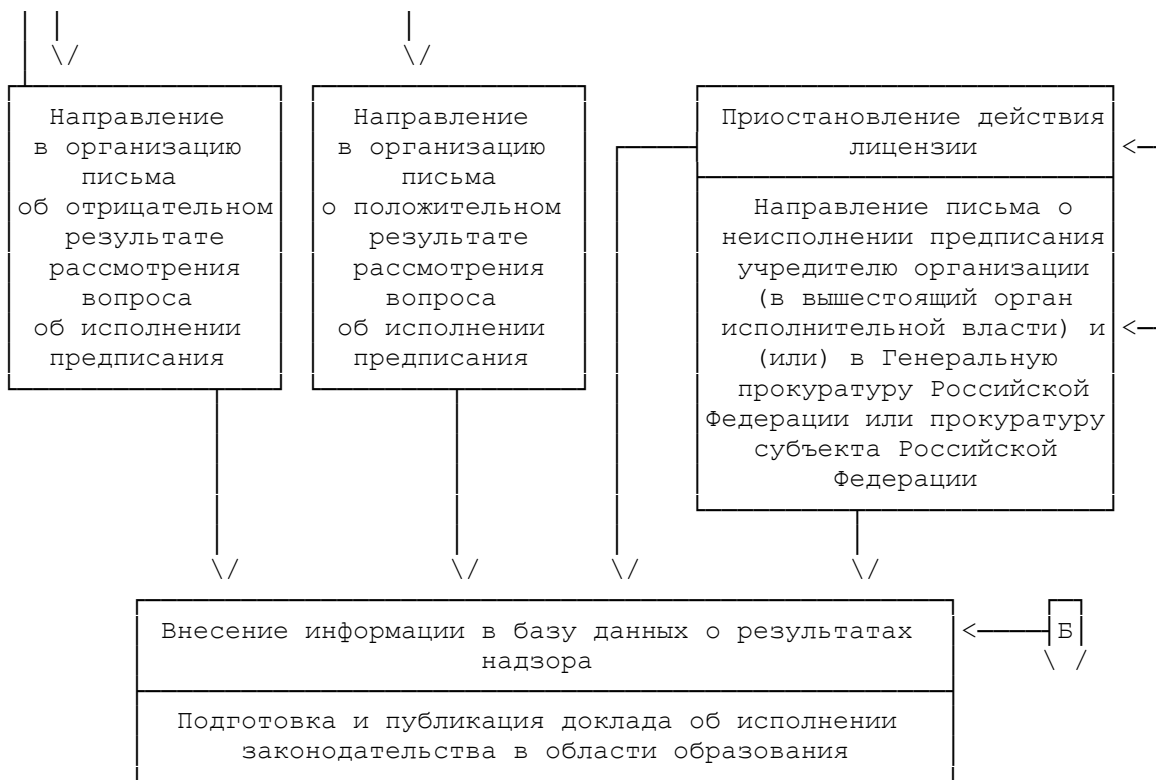 Направление
в организацию
письма
об отрицательном
результате
рассмотрения
вопроса
об исполнении
предписания
Направление
в организацию
письма
о положительном
результате
рассмотрения
вопроса
об исполнении
предписания
Приостановление действия
лицензии
Направление письма о
неисполнении предписания
учредителю организации
(в вышестоящий орган
исполнительной власти) и
(или) в Генеральную
прокуратуру Российской
Федерации или прокуратуру
субъекта Российской
Федерации
Внесение информации в базу данных о результатах
надзора
Б
Подготовка и публикация доклада об исполнении
законодательства в области образования